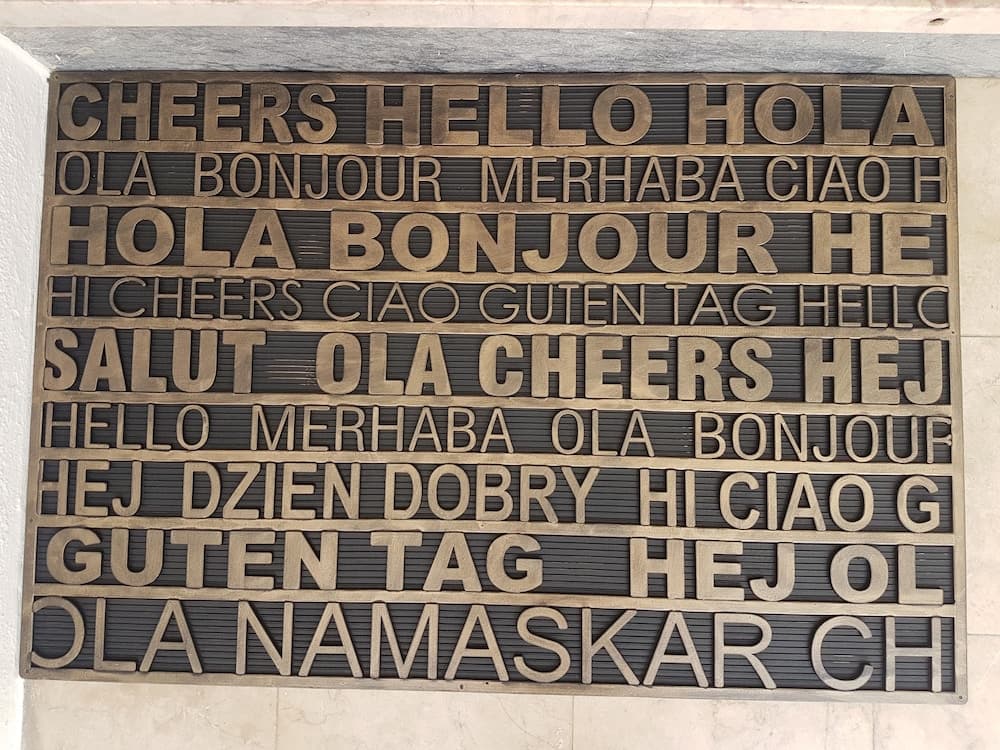 CHEERS HELLO HOLA
OLA BONJOUR MERHABA CIAO H
HOLA BONJOUR HE
HI CHEERS CIAO GUTEN TAG HELLO
SALUT OLA CHEERS HEJ
HELLO MERHABA OLA BONJOUR
HEJ DZIEN DOBRY HI CIAO G
GUTEN TAG HEJ OL
OLA NAMASKAR CH